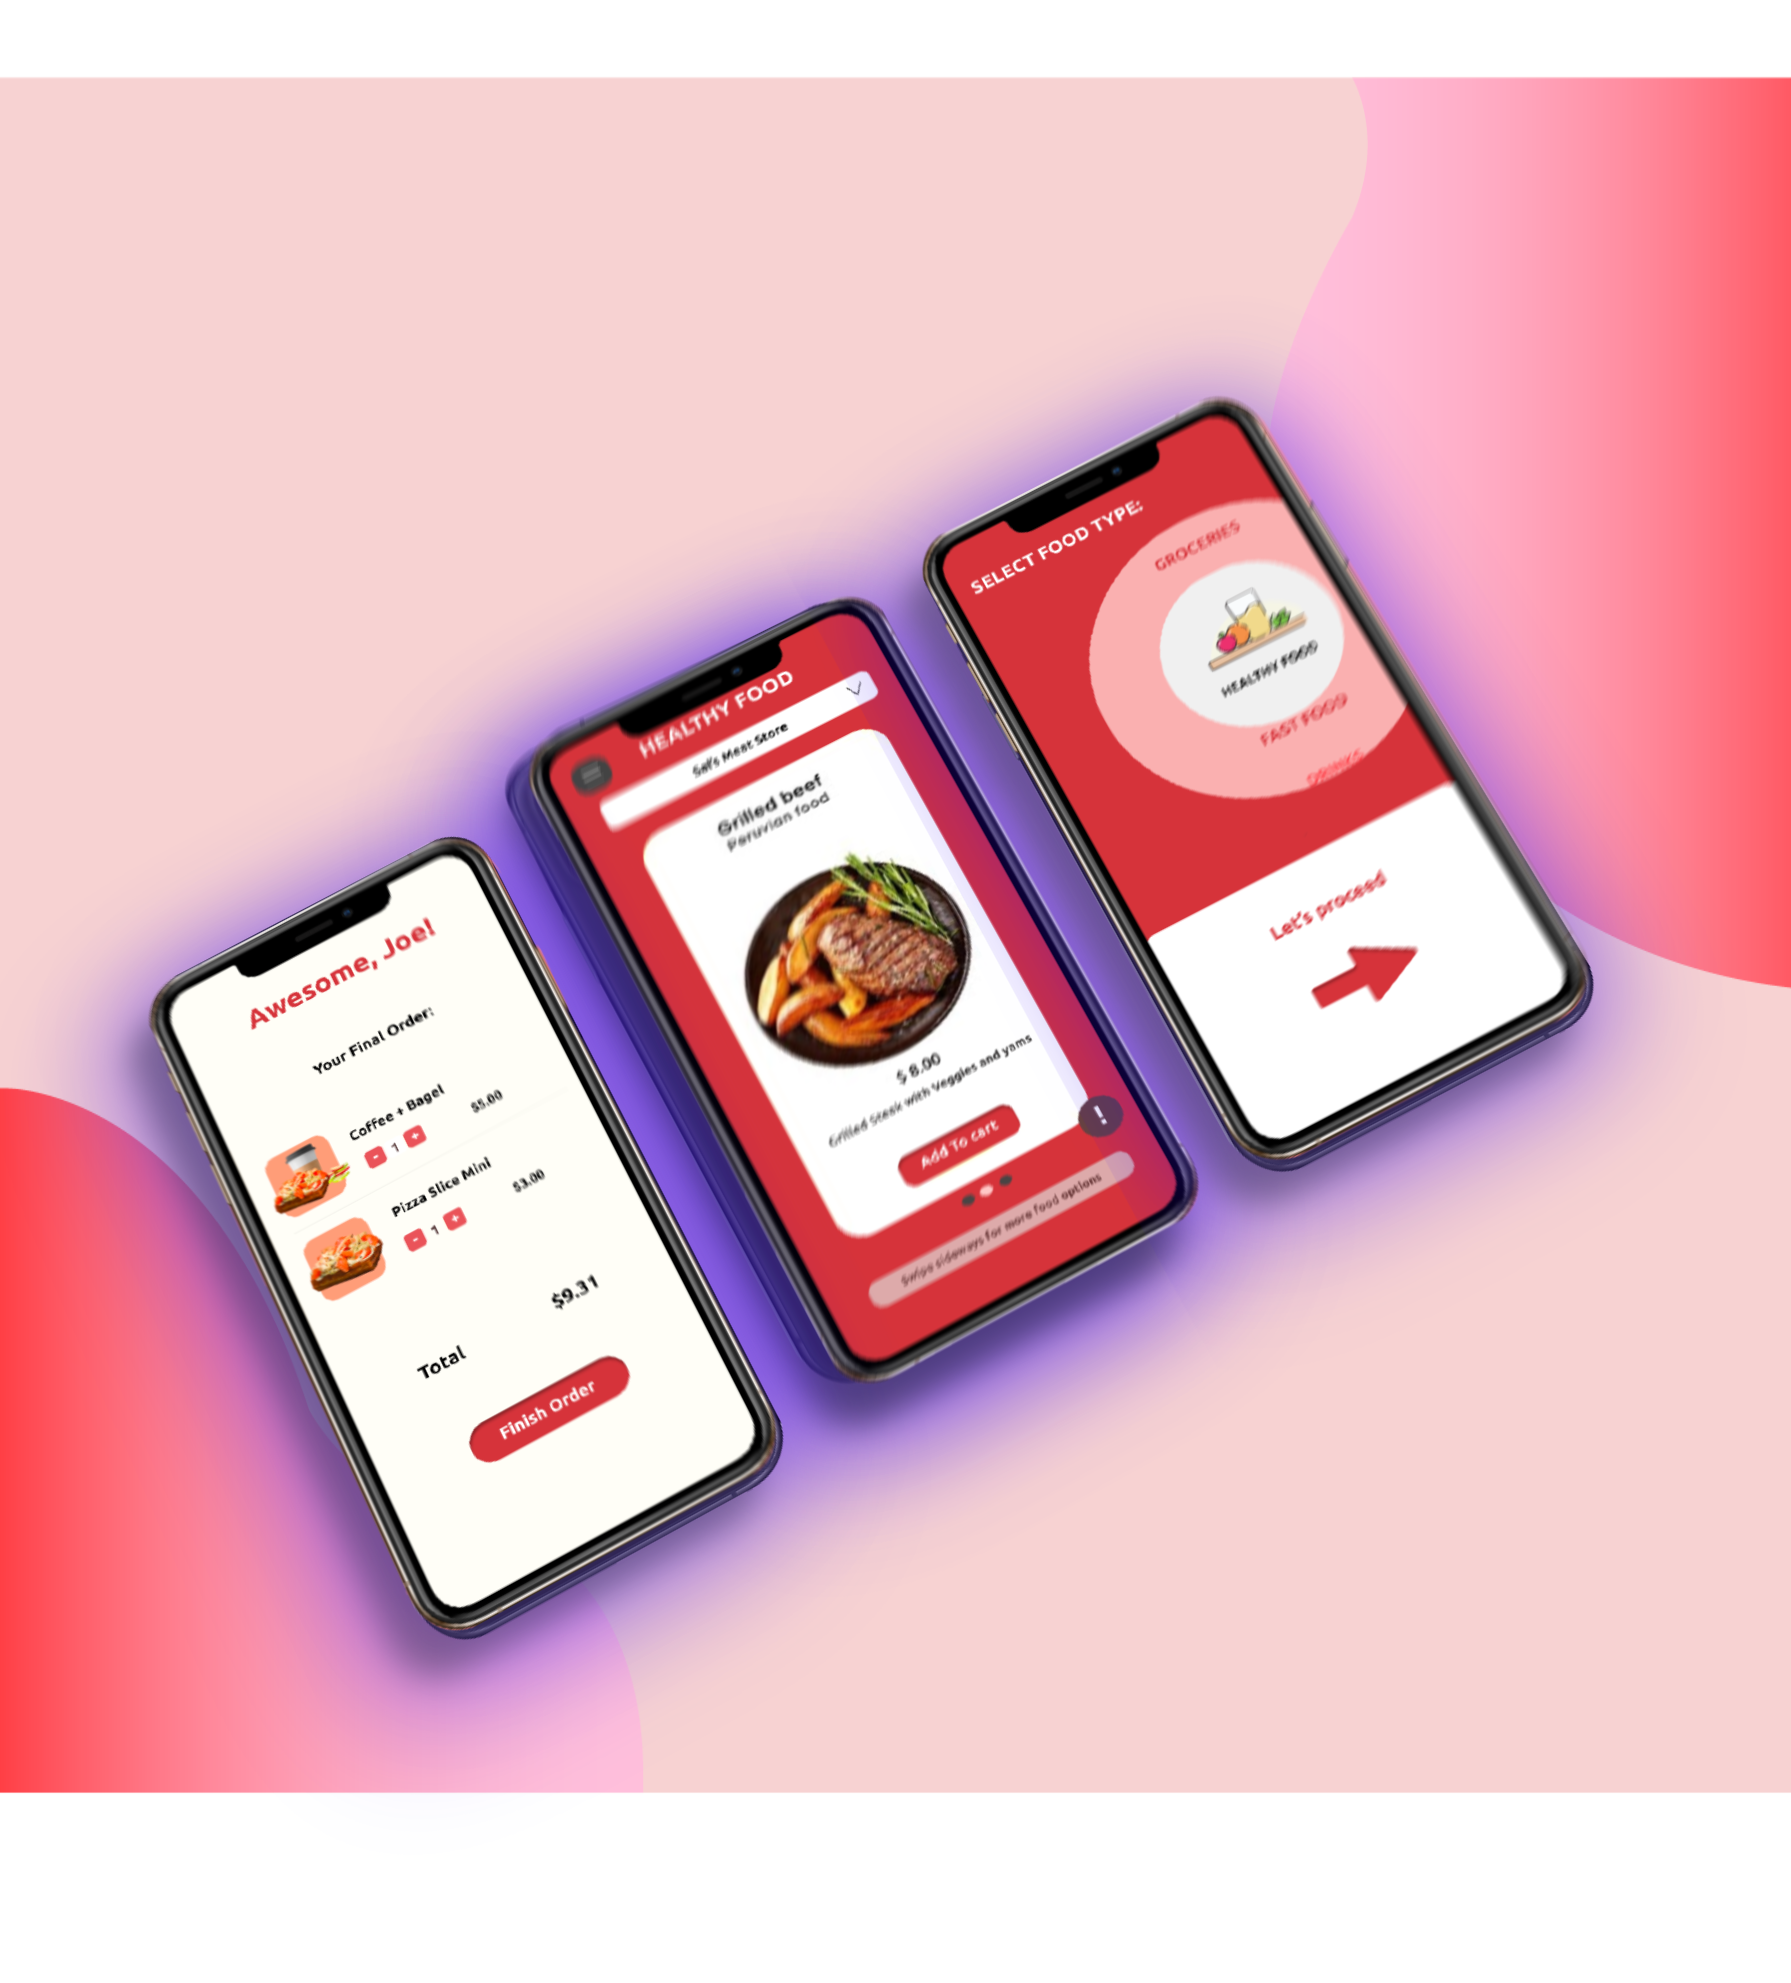 Awesome, Joe!
Your Final Order:
Coffee + Bagel
$5.00
- 1 +
Pizza Slice Mini
$3.00
- 1 +
$9.31
Total
Finish Order
HEALTHY FOOD
Sal's Meat Store
Grilled beef
Peruvian food
$ 8.00
Grilled Steak with Veggies and yams
Add To cart
!
Swipe sideways for more food options
SELECT FOOD TYPE:
GROCERIES
HEALTHY FOOD
FAST FOOD
DRINKS
Let's proceed